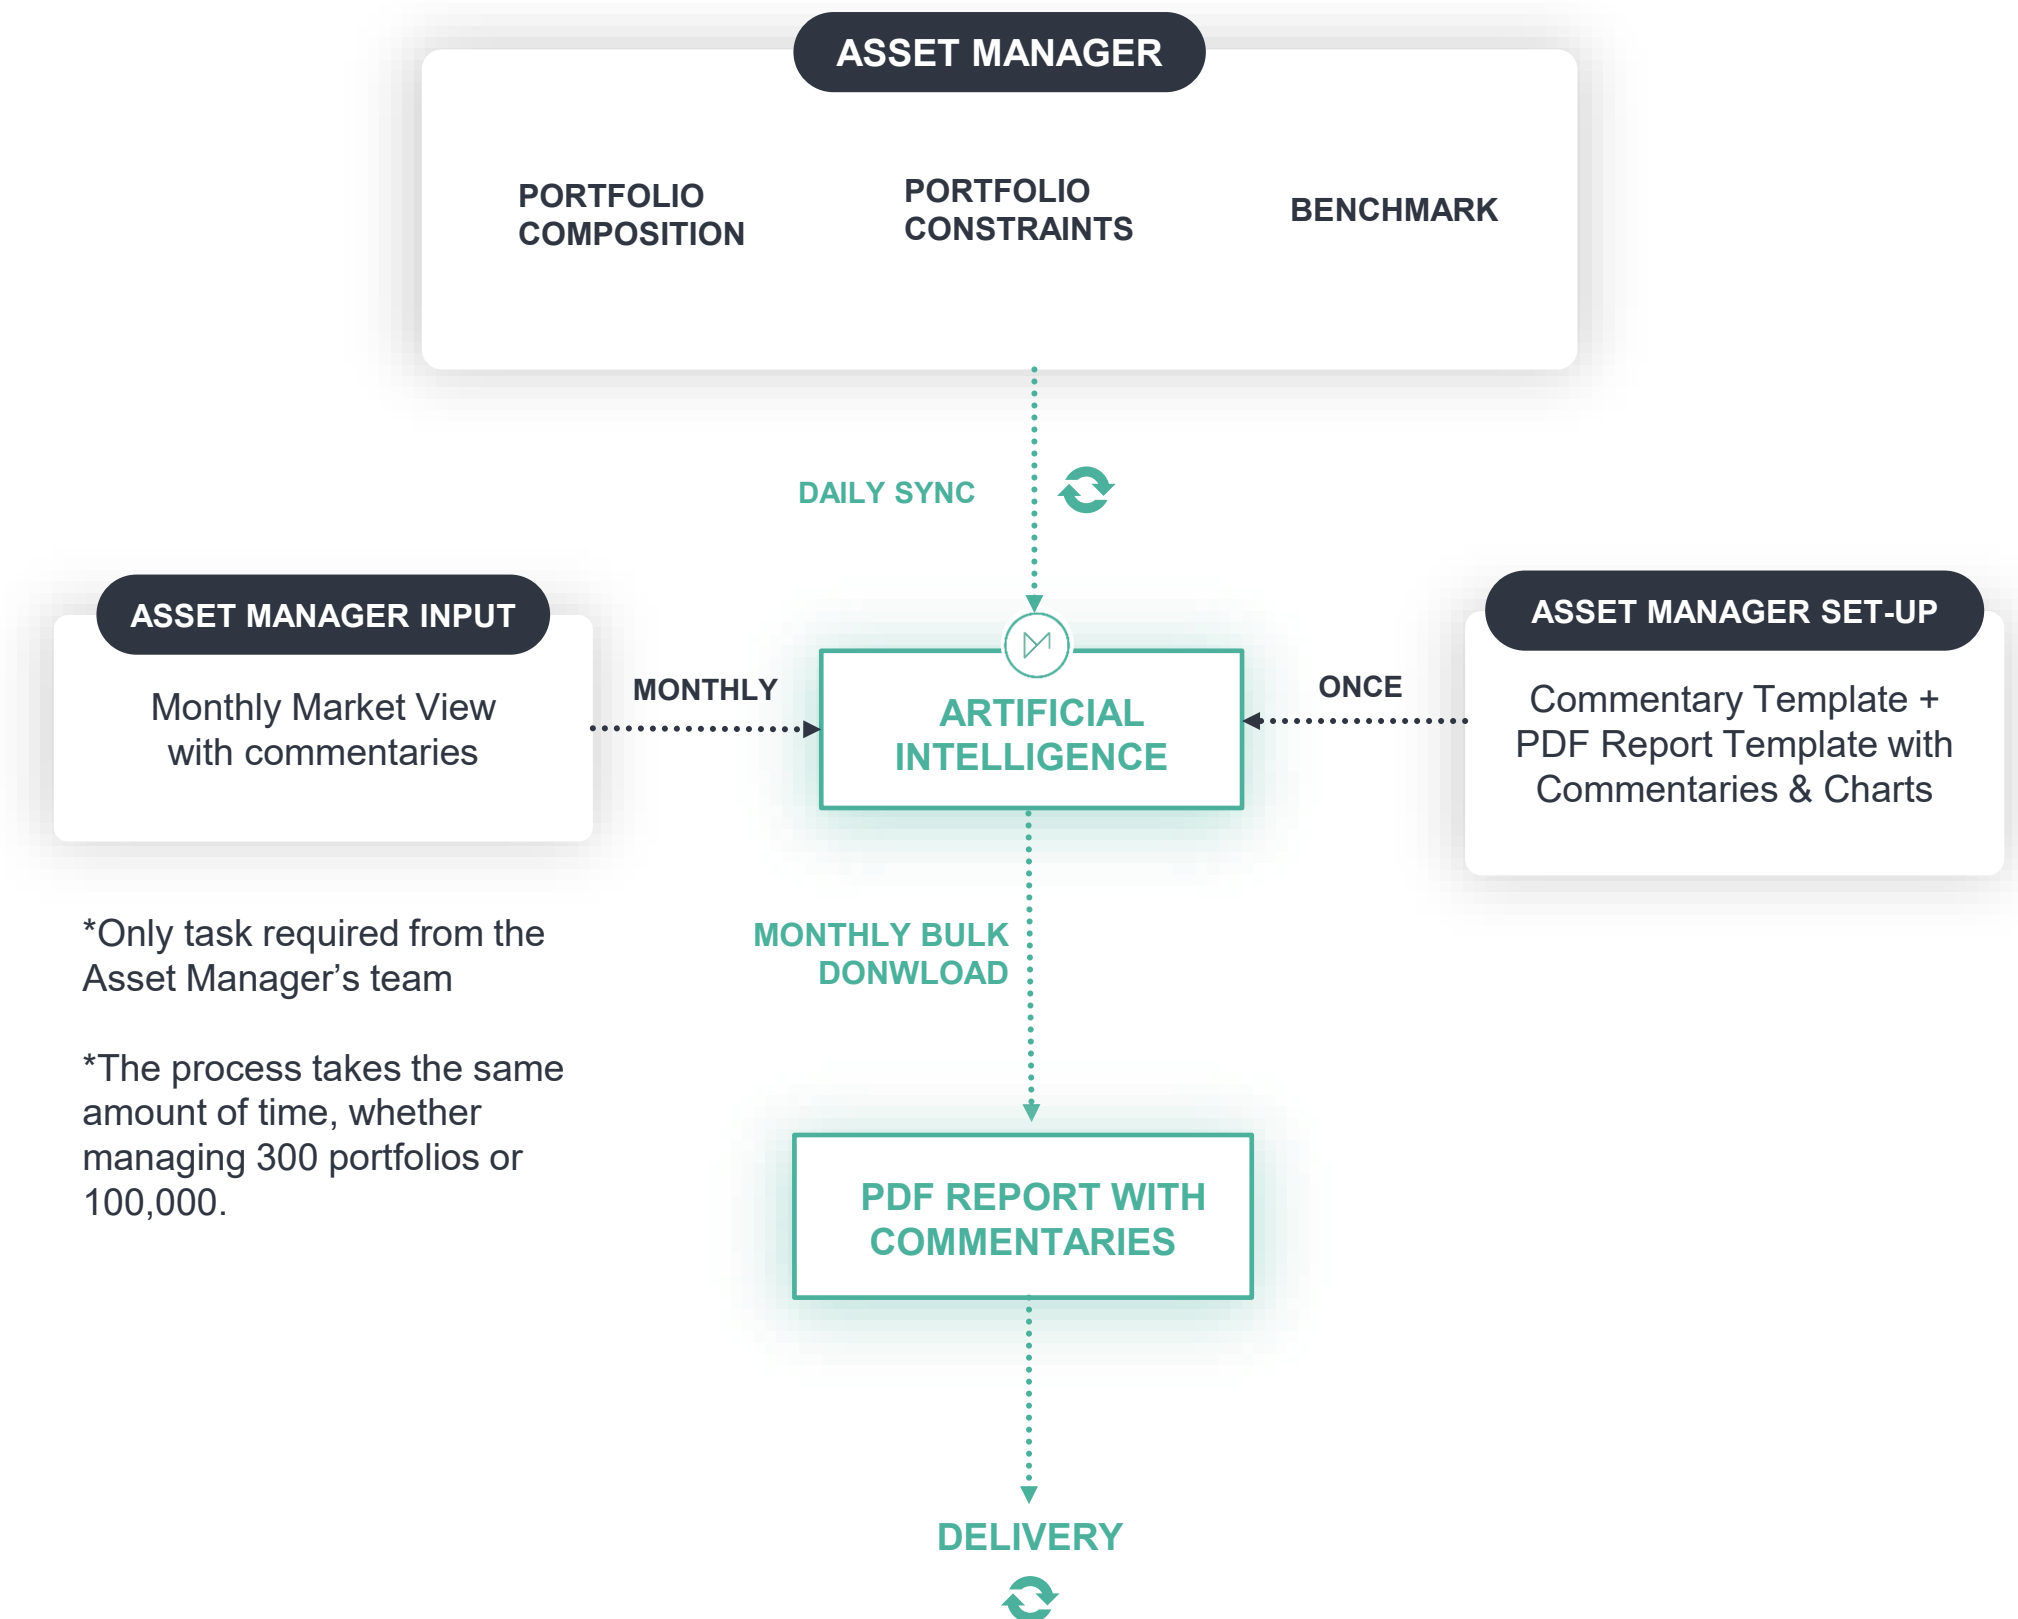 ASSET MANAGER
PORTFOLIO
COMPOSITION
PORTFOLIO
CONSTRAINTS
BENCHMARK
DAILY SYNC
ASSET MANAGER INPUT
Monthly Market View
with commentaries
MONTHLY
ARTIFICIAL
INTELLIGENCE
ONCE
ASSET MANAGER SET-UP
Commentary Template +
PDF Report Template with
Commentaries & Charts
*Only task required from the
Asset Manager’s team
*The process takes the same
amount of time, whether
managing 300 portfolios or
100,000.
MONTHLY BULK
DONWLOAD
PDF REPORT WITH
COMMENTARIES
DELIVERY